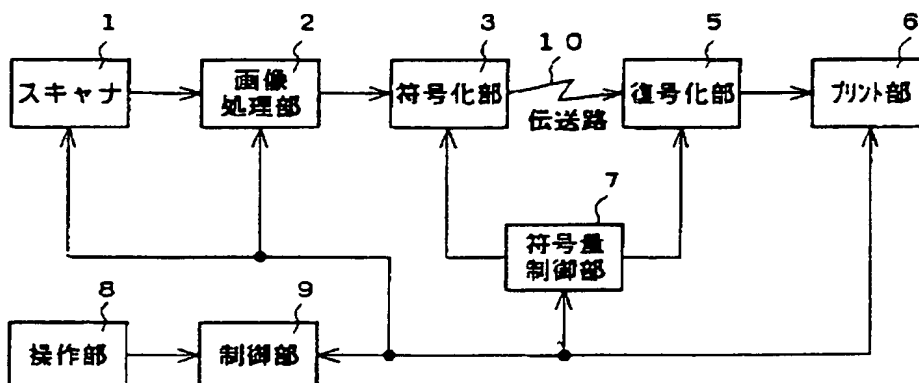 1
2
3
10
5
6
スキャナ
画像
処理部
符号化部
伝送路
復号化部
プリント部
7
符号量
制御部
8
9
操作部
制御部